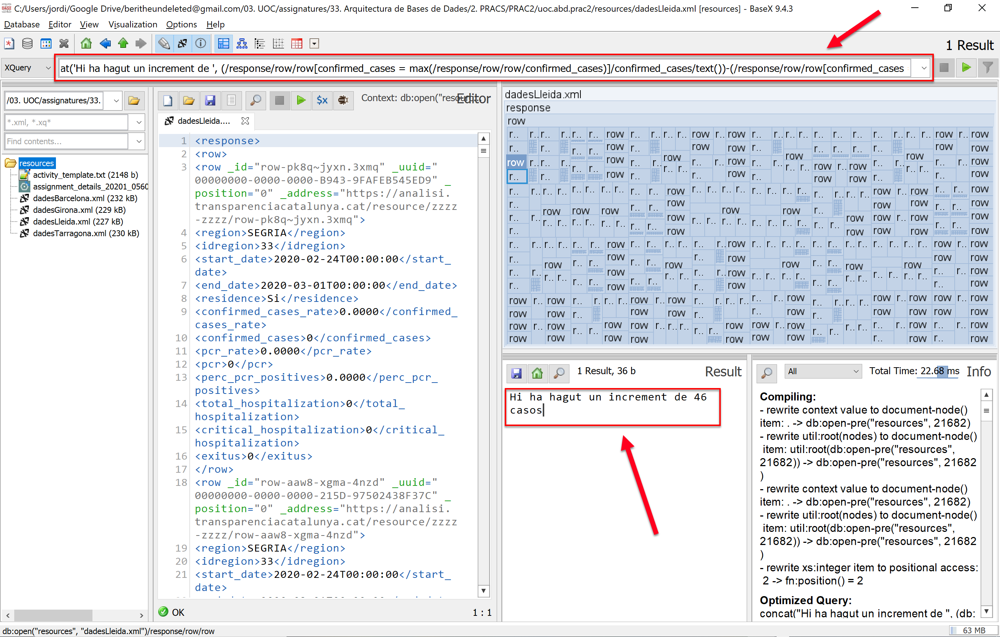 C:/Users/jordi/Google Drive/beritheundeleted@gmail.com/03. UOC/assignatures/33. Arquitectura de Bases de Dades/2. PRACS/PRAC2/uoc.abd.prac2/resources/dadesLleida.xml [resources] - BaseX 9.4.3
Database Editor View Visualization Options Help
1 Result
XQuery
at('Hi ha hagut un increment de ', (/response/row/row[confirmed_cases = max(/response/row/row/confirmed_cases)]/confirmed_cases/text())-(/response/row/row[confirmed_cases
/03. UOC/assignatures/33.
*.xml, *.xq*
Find contents...
resources
activity_template.txt (2148 b)
assignment_details_20201_0560
dadesBarcelona.xml (232 kB)
dadesGirona.xml (229 kB)
dadesLleida.xml (227 kB)
dadesTarragona.xml (230 kB)
$x
Context: db:open("resourc...
Editor
dadesLleida....
1 <response>
2 <row>
3 <row _id="row-pk8q~jyxn.3xmq" _uuid="
00000000-0000-0000-B943-9FAFEB545ED9" _
position="0" _address="https://analisi.
transparenciacatalunya.cat/resource/zzzz
-zzzz/row-pk8q~jyxn.3xmq">
4 <region>SEGRIA</region>
5 <idregion>33</idregion>
6 <start_date>2020-02-24T00:00:00</start_
date>
7 <end_date>2020-03-01T00:00:00</end_date>
8 <residence>Si</residence>
9 <confirmed_cases_rate>0.0000</confirmed_
cases_rate>
10 <confirmed_cases>0</confirmed_cases>
11 <pcr_rate>0.0000</pcr_rate>
12 <pcr>0</pcr>
13 <perc_pcr_positives>0.0000</perc_pcr_
positives>
14 <total_hospitalization>0</total_
hospitalization>
15 <critical_hospitalization>0</critical_
hospitalization>
16 <exitus>0</exitus>
17 </row>
18 <row _id="row-aaw8-xgma-4nzd" _uuid="
00000000-0000-0000-215D-97502438F37C" _
position="0" _address="https://analisi.
transparenciacatalunya.cat/resource/zzzz
-zzzz/row-aaw8-xgma-4nzd">
19 <region>SEGRIA</region>
20 <idregion>33</idregion>
21 <start_date>2020-02-24T00:00:00</start_
date>
OK
1 : 1
dadesLleida.xml
response
row
1 Result, 36 b
Result
Hi ha hagut un increment de 46
casos
All
Total Time: 22.68 ms
Info
Compiling:
- rewrite context value to document-node()
item: . -> db:open-pre("resources", 21682)
- rewrite util:root(nodes) to document-node()
item: util:root(db:open-pre("resources",
21682)) -> db:open-pre("resources", 21682
)
- rewrite context value to document-node()
item: . -> db:open-pre("resources", 21682)
- rewrite util:root(nodes) to document-node()
item: util:root(db:open-pre("resources",
21682)) -> db:open-pre("resources", 21682
)
- rewrite xs:integer item to positional access:
2 -> fn:position() = 2
Optimized Query:
concat("Hi ha hagut un increment de ", (db:
db:open("resources", "dadesLleida.xml")/response/row/row
63 MB